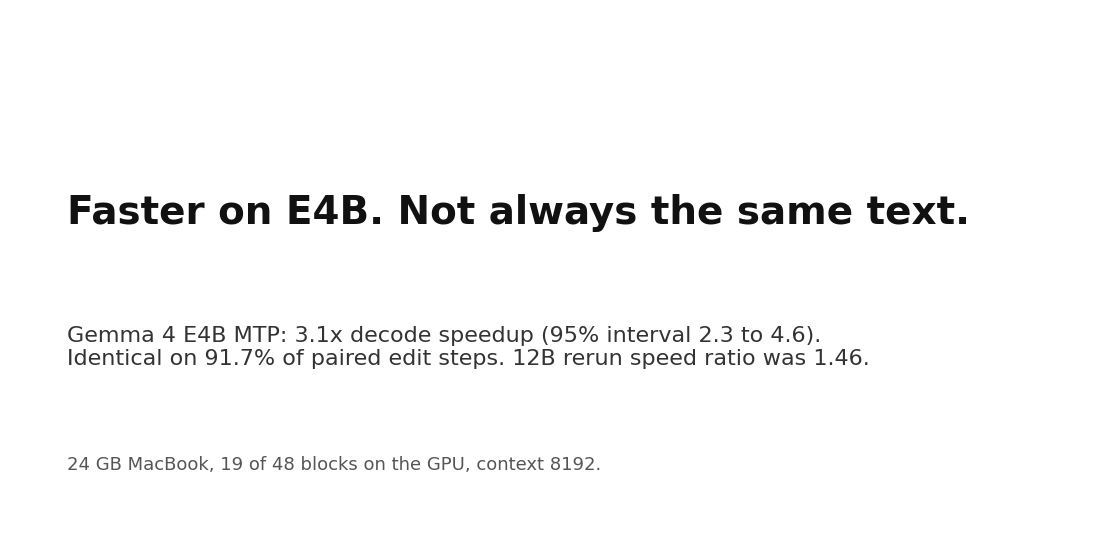 Faster on E4B. Not always the same text.
Gemma 4 E4B MTP: 3.1x decode speedup (95% interval 2.3 to 4.6).
Identical on 91.7% of paired edit steps. 12B rerun speed ratio was 1.46.
24 GB MacBook, 19 of 48 blocks on the GPU, context 8192.